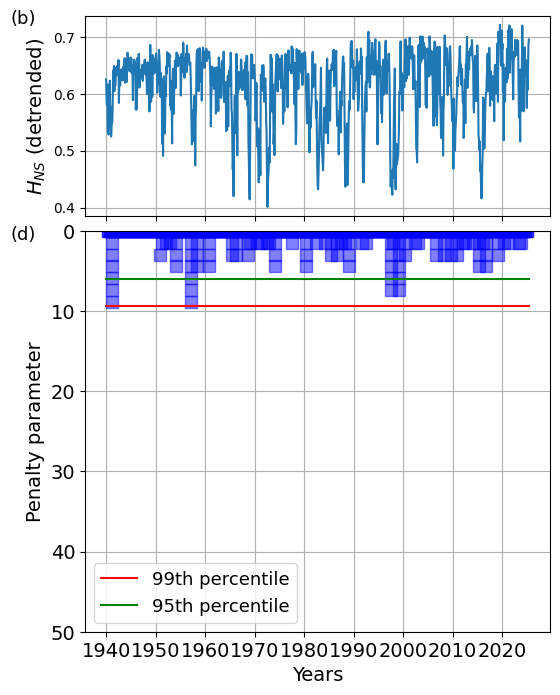 (b)
0.7
0.6
0.5
0.4
H_NS (detrended)
(d)
0
10
20
30
40
50
Penalty parameter
99th percentile
95th percentile
1940 1950 1960 1970 1980 1990 2000 2010 2020
Years